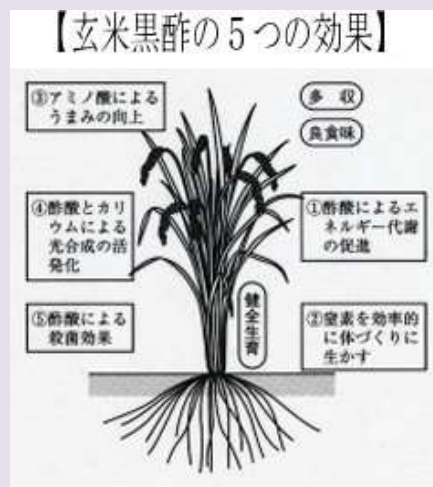 【玄米黒酢の５つの効果】
③アミノ酸による
うまみの向上
多 収
良食味
④酢酸とカリ
ウムによる
光合成の活
発化
①酢酸によるエ
ネルギー代謝
の促進
⑤酢酸による
殺菌効果
健全生育
②窒素を効率的
に体づくりに
生かす